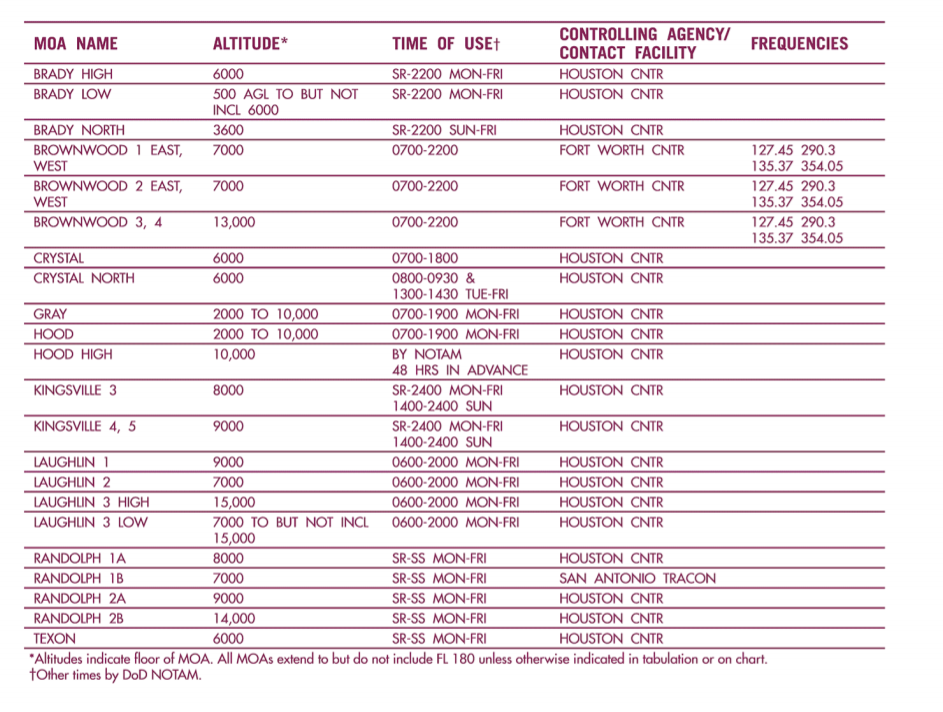 MOA NAME ALTITUDE* TIME OF USE† CONTROLLING AGENCY/ CONTACT FACILITY FREQUENCIES
BRADY HIGH 6000 SR-2200 MON-FRI HOUSTON CNTR
BRADY LOW 500 AGL TO BUT NOT SR-2200 MON-FRI HOUSTON CNTR
INCL 6000
BRADY NORTH 3600 SR-2200 SUN-FRI HOUSTON CNTR
BROWNWOOD 1 EAST, 7000 0700-2200 FORT WORTH CNTR 127.45 290.3
WEST 135.37 354.05
BROWNWOOD 2 EAST, 7000 0700-2200 FORT WORTH CNTR 127.45 290.3
WEST 135.37 354.05
BROWNWOOD 3, 4 13,000 0700-2200 FORT WORTH CNTR 127.45 290.3
135.37 354.05
CRYSTAL 6000 0700-1800 HOUSTON CNTR
CRYSTAL NORTH 6000 0800-0930 & HOUSTON CNTR
1300-1430 TUE-FRI
GRAY 2000 TO 10,000 0700-1900 MON-FRI HOUSTON CNTR
HOOD 2000 TO 10,000 0700-1900 MON-FRI HOUSTON CNTR
HOOD HIGH 10,000 BY NOTAM HOUSTON CNTR
48 HRS IN ADVANCE
KINGSVILLE 3 8000 SR-2400 MON-FRI HOUSTON CNTR
1400-2400 SUN
KINGSVILLE 4, 5 9000 SR-2400 MON-FRI HOUSTON CNTR
1400-2400 SUN
LAUGHLIN 1 9000 0600-2000 MON-FRI HOUSTON CNTR
LAUGHLIN 2 7000 0600-2000 MON-FRI HOUSTON CNTR
LAUGHLIN 3 HIGH 15,000 0600-2000 MON-FRI HOUSTON CNTR
LAUGHLIN 3 LOW 7000 TO BUT NOT INCL 0600-2000 MON-FRI HOUSTON CNTR
15,000
RANDOLPH 1A 8000 SR-SS MON-FRI HOUSTON CNTR
RANDOLPH 1B 7000 SR-SS MON-FRI SAN ANTONIO TRACON
RANDOLPH 2A 9000 SR-SS MON-FRI HOUSTON CNTR
RANDOLPH 2B 14,000 SR-SS MON-FRI HOUSTON CNTR
TEXON 6000 SR-SS MON-FRI HOUSTON CNTR
*Altitudes indicate floor of MOA. All MOAs extend to but do not include FL 180 unless otherwise indicated in tabulation or on chart.
†Other times by DoD NOTAM.